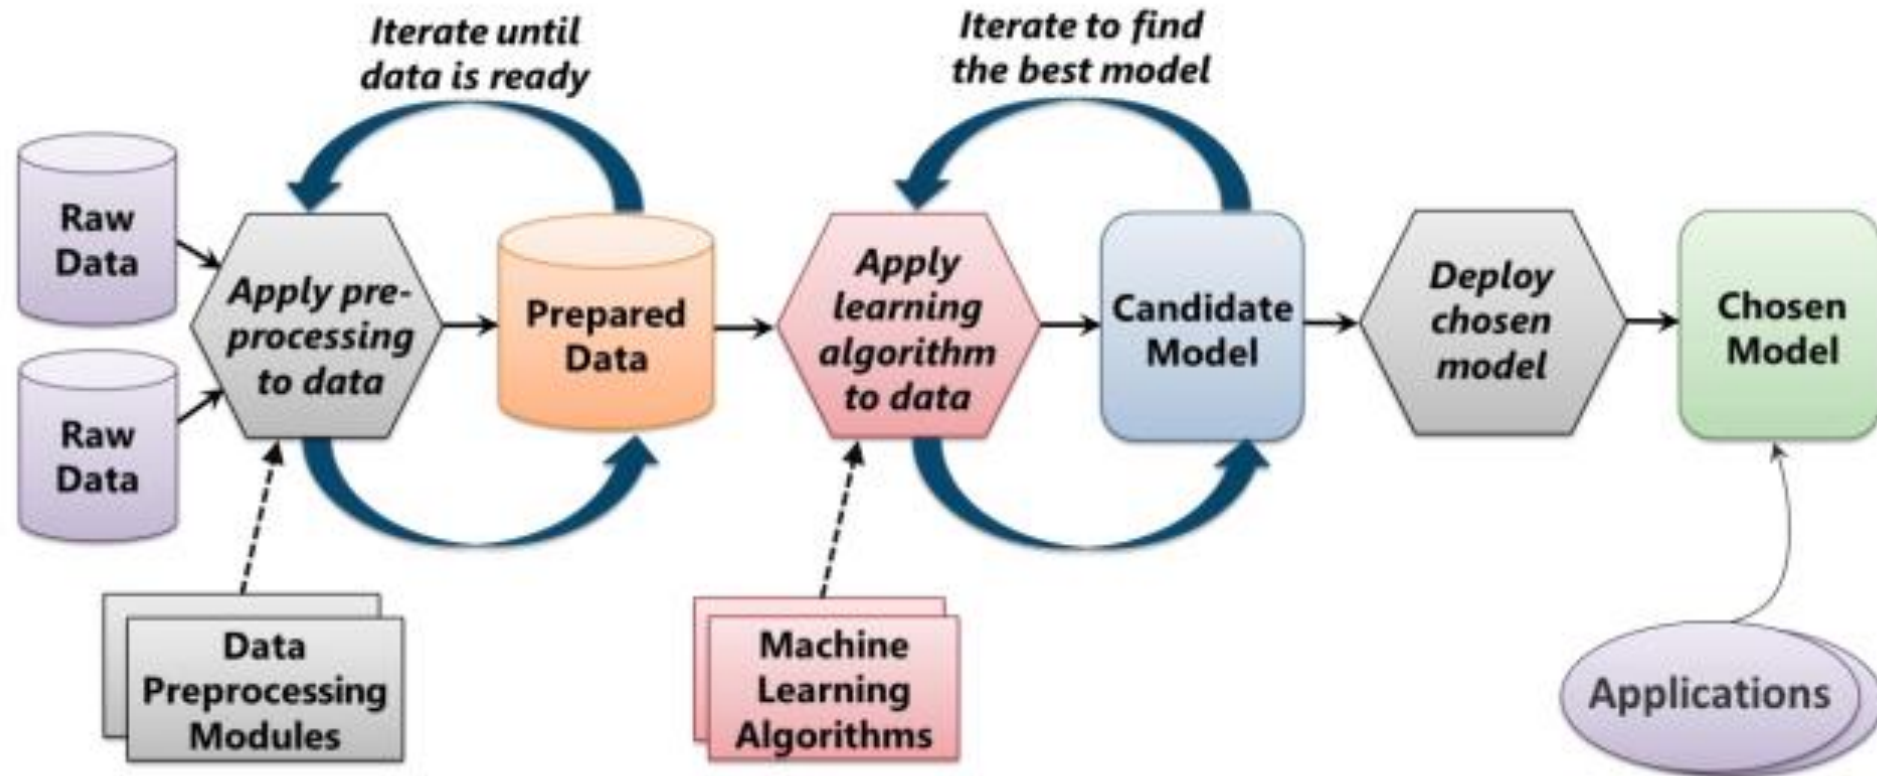 Iterate until
data is ready
Iterate to find
the best model
Raw
Data
Raw
Data
Apply pre-
processing
to data
Prepared
Data
Apply
learning
algorithm
to data
Candidate
Model
Deploy
chosen
model
Chosen
Model
Data
Preprocessing
Modules
Machine
Learning
Algorithms
Applications